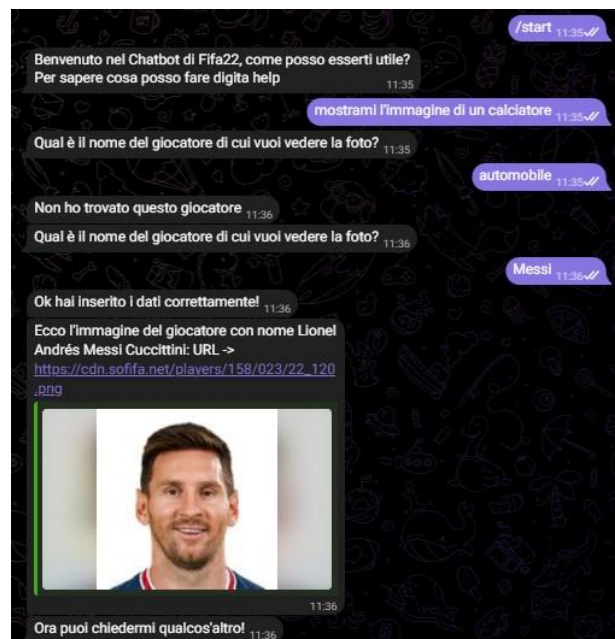 /start 11:35
Benvenuto nel Chatbot di Fifa22, come posso esserti utile?
Per sapere cosa posso fare digita help 11:35
mostrami l'immagine di un calciatore 11:35
Qual è il nome del giocatore di cui vuoi vedere la foto? 11:35
automobile 11:35
Non ho trovato questo giocatore 11:36
Qual è il nome del giocatore di cui vuoi vedere la foto? 11:36
Messi 11:36
Ok hai inserito i dati correttamente! 11:36
Ecco l'immagine del giocatore con nome Lionel
Andrés Messi Cuccittini: URL ->
https://cdn.sofifa.net/players/158/023/22_120
.png
11:36
Ora puoi chiedermi qualcos'altro! 11:36